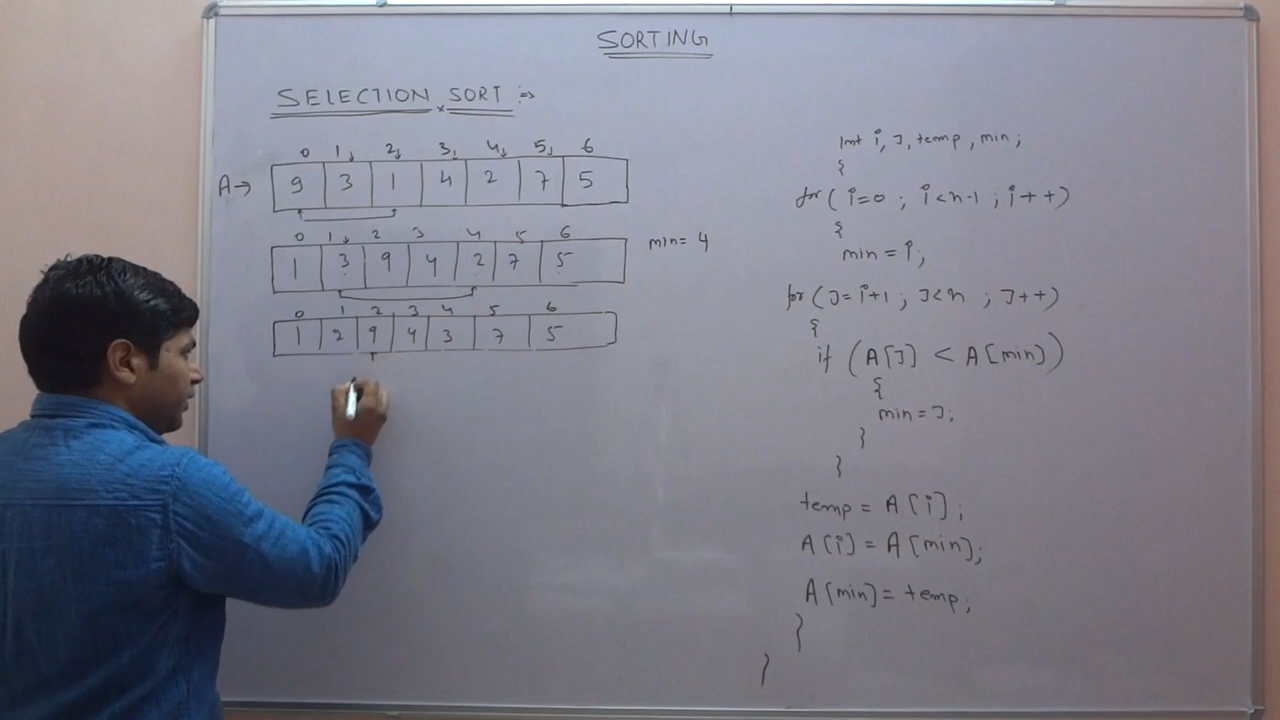 SORTING
SELECTION SORT :=>
0 1 2 3 4 5 6
A→ 9 3 1 4 2 7 5
0 1 2 3 4 5 6
1 3 9 4 2 7 5
min= 4
0 1 2 3 4 5 6
1 2 9 4 3 7 5
Int i, J, temp, min;
{
for ( i=0 ; i<n-1 ; i++)
{
min = i;
for (J=i+1 ; J<n ; J++)
{
if (A[J] < A[min])
{
min=J;
}
}
temp = A[i];
A[i] = A[min];
A[min] = temp;
}
}